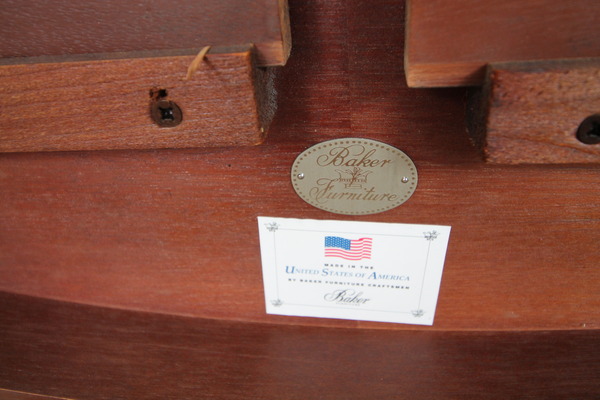 Baker
Furniture
MADE IN THE
UNITED STATES OF AMERICA
BY BAKER FURNITURE CRAFTSMEN
Baker